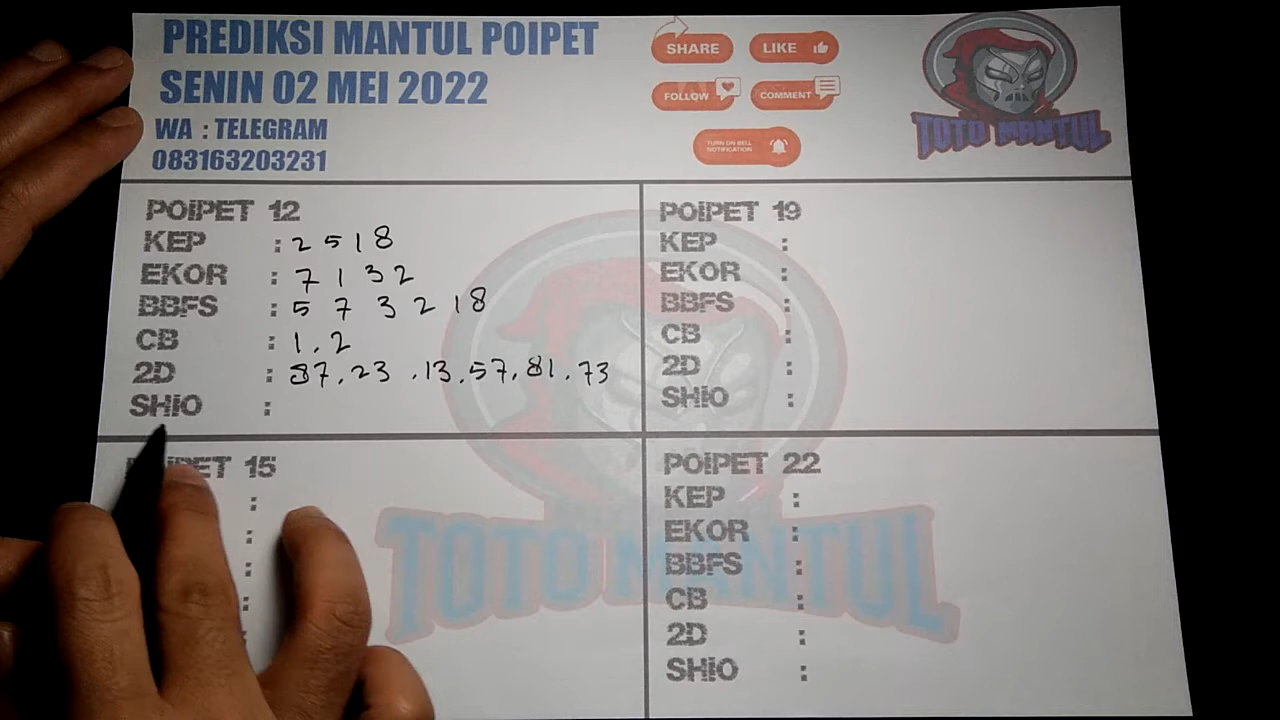 PREDIKSI MANTUL POIPET
SENIN 02 MEI 2022
WA : TELEGRAM
083163203231
SHARE
LIKE
FOLLOW
COMMENT
TURN ON BELL
NOTIFICATION
TOTO MANTUL
POIPET 12
KEP : 2 5 1 8
EKOR : 7 1 3 2
BBFS : 5 7 3 2 1 8
CB : 1, 2
2D : 37, 23, 13, 57, 81, 73
SHIO :
POIPET 19
KEP :
EKOR :
BBFS :
CB :
2D :
SHIO :
POIPET 15
:
:
:
:
:
POIPET 22
KEP :
EKOR :
BBFS :
CB :
2D :
SHIO :
TOTO MANTUL